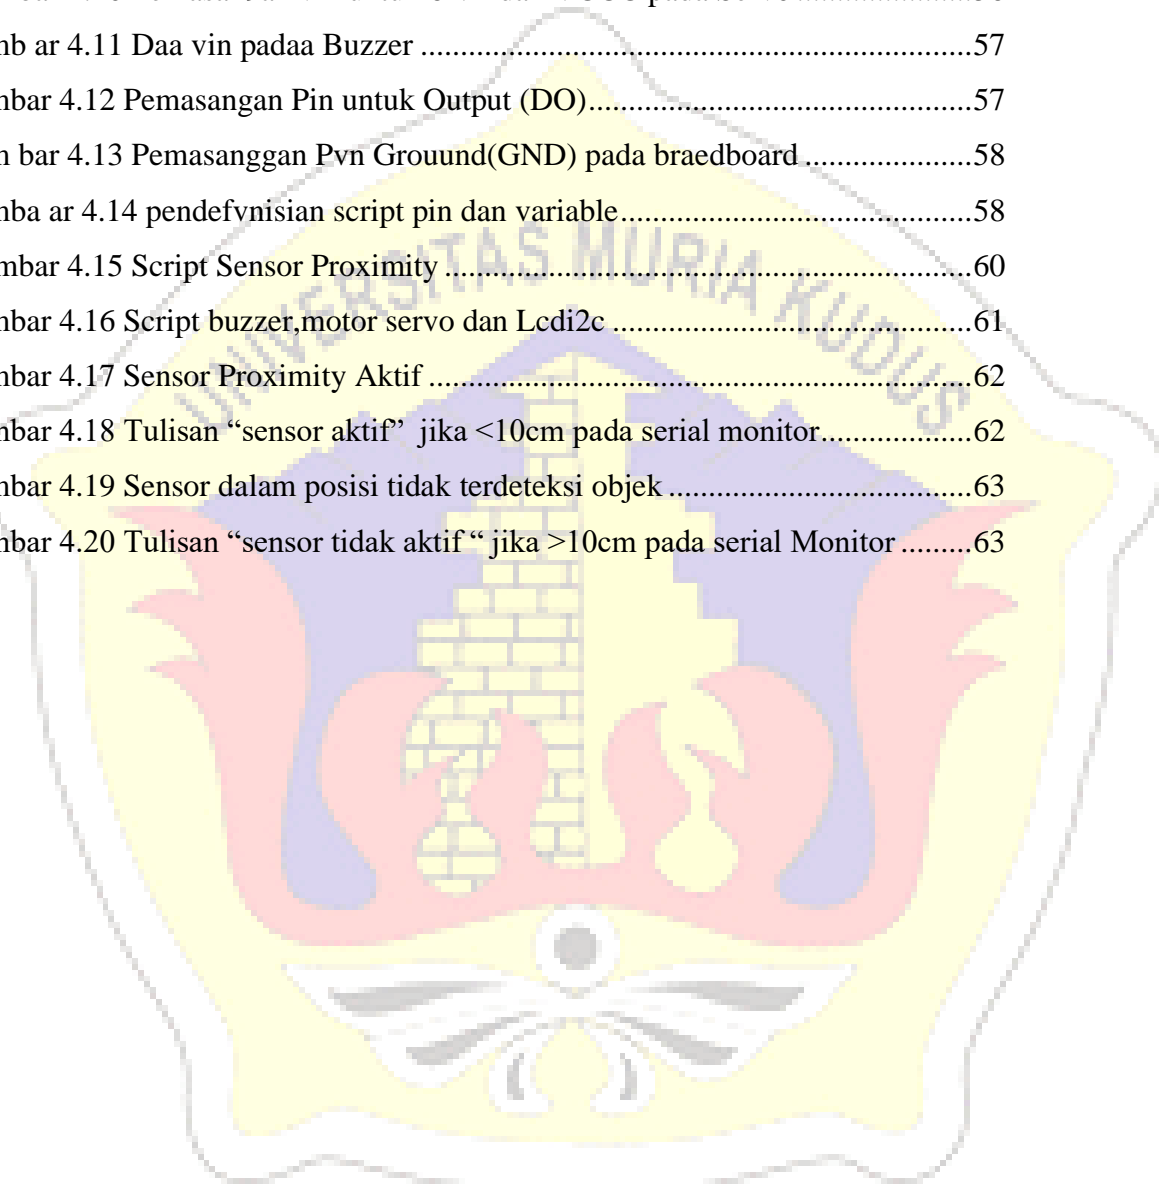 nb ar 4.11 Daa vin padaa Buzzer ........................................................................57
nbar 4.12 Pemasangan Pin untuk Output (DO)..................................................57
n bar 4.13 Pemasanggan Pvn Grouund(GND) pada braedboard ......................58
nba ar 4.14 pendefvnisian script pin dan variable..............................................58
mbar 4.15 Script Sensor Proximity .....................................................................60
nbar 4.16 Script buzzer,motor servo dan Lcdi2c ...............................................61
nbar 4.17 Sensor Proximity Aktif .......................................................................62
nbar 4.18 Tulisan “sensor aktif” jika <10cm pada serial monitor....................62
nbar 4.19 Sensor dalam posisi tidak terdeteksi objek........................................63
nbar 4.20 Tulisan “sensor tidak aktif “ jika >10cm pada serial Monitor .........63
UNIVERSITAS MURIA KUDUS